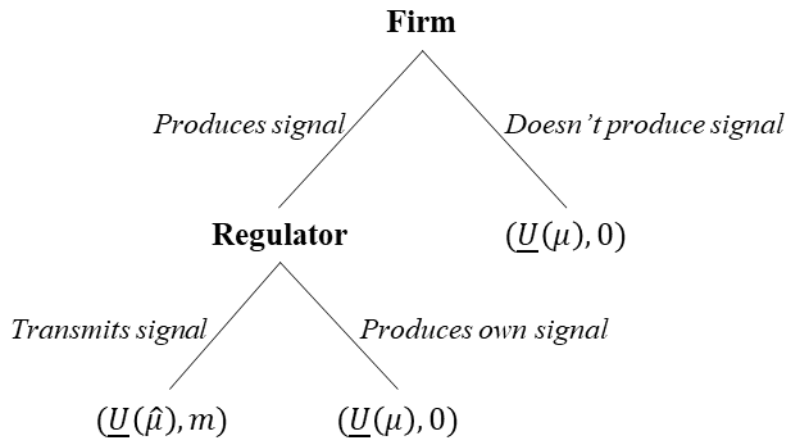 Firm
Produces signal
Doesn't produce signal
Regulator
(U̲(μ), 0)
Transmits signal
Produces own signal
(U̲(μ̂), m)
(U̲(μ), 0)